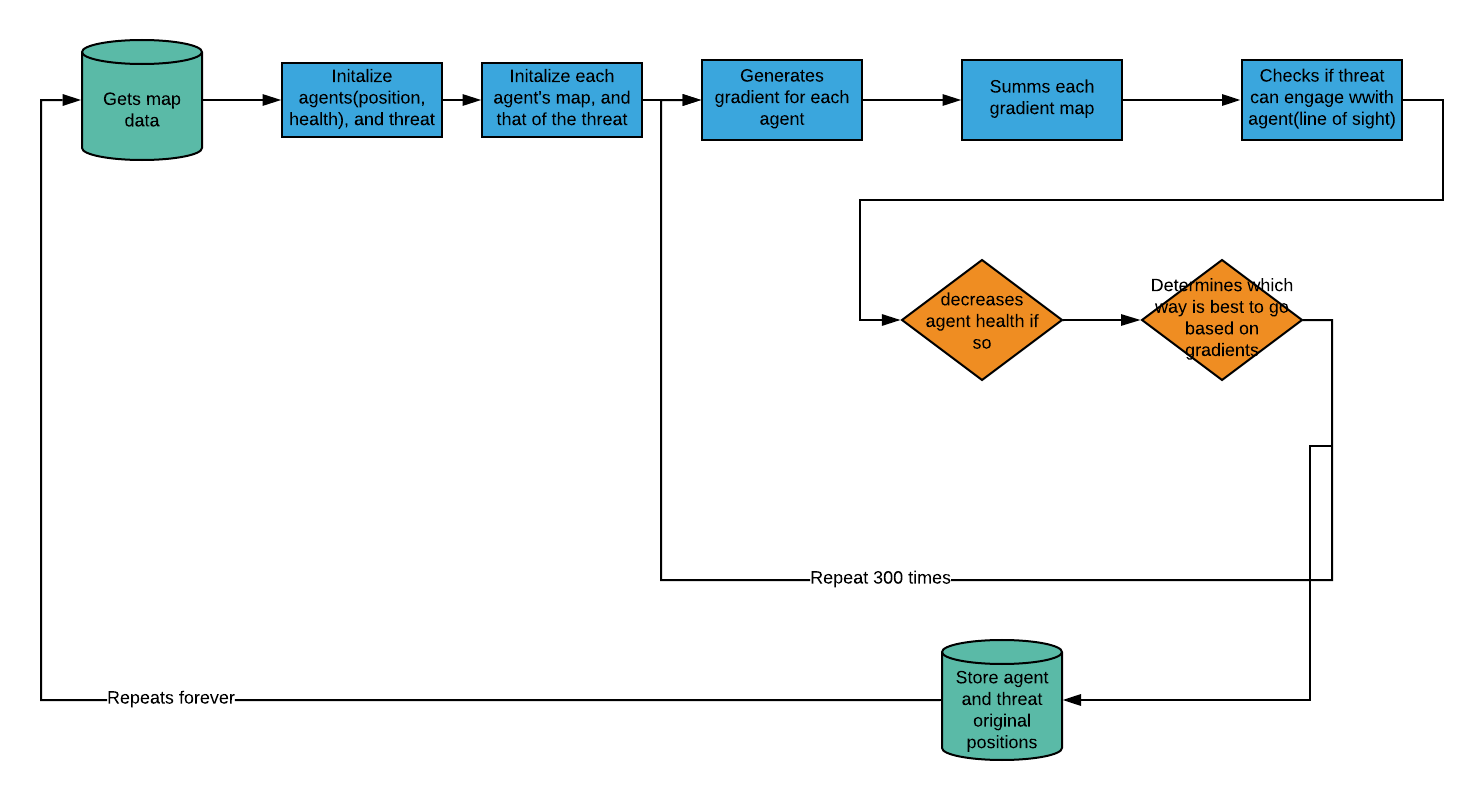 Gets map
data
Initalize
agents(position,
health), and threat
Initalize each
agent's map, and
that of the threat
Generates
gradient for each
agent
Summs each
gradient map
Checks if threat
can engage wwith
agent(line of sight)
decreases
agent health if
so
Determines which
way is best to go
based on
gradients
Repeat 300 times
Store agent
and threat
original
positions
Repeats forever